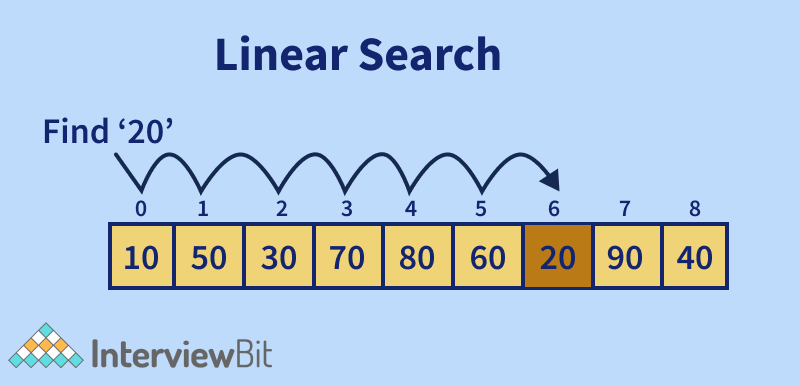 Linear Search
Find ‘20’
0 1 2 3 4 5 6 7 8
10 50 30 70 80 60 20 90 40
InterviewBit